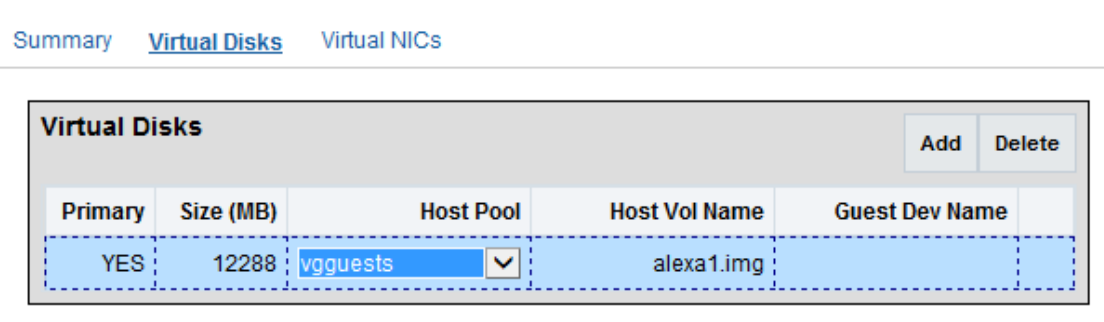 Summary Virtual Disks Virtual NICs
Virtual Disks
Add Delete
Primary Size (MB) Host Pool Host Vol Name Guest Dev Name
YES 12288 vgguests alexa1.img